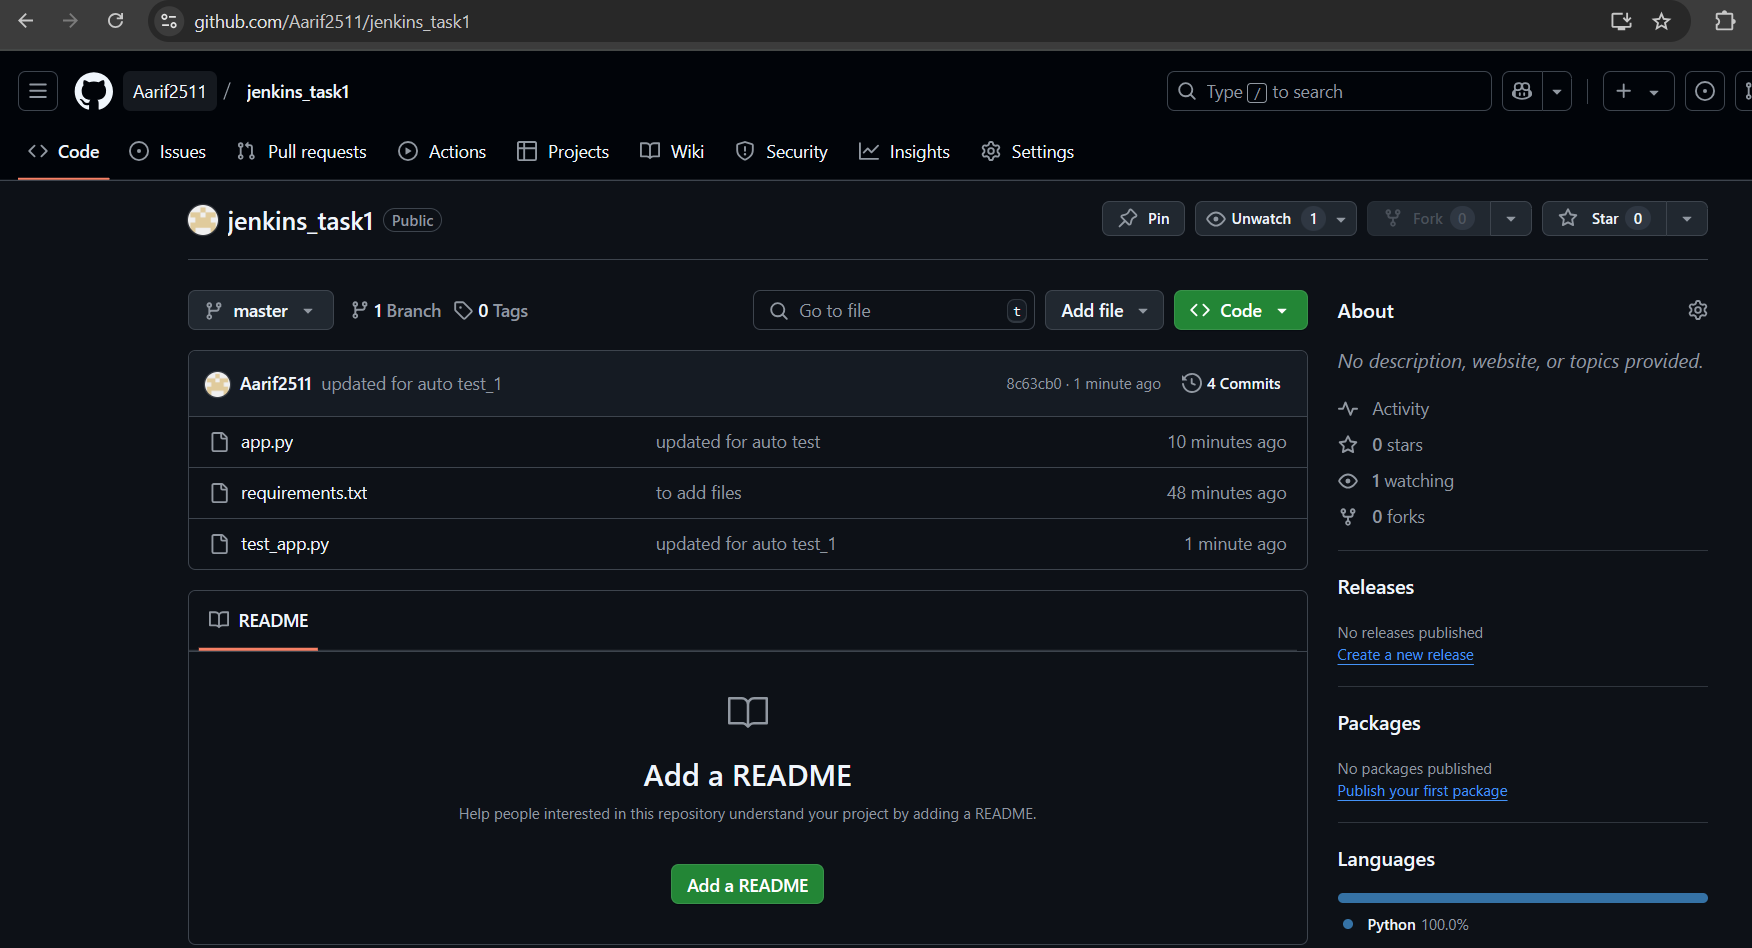 github.com/Aarif2511/jenkins_task1
Aarif2511 / jenkins_task1
Type / to search
Code Issues Pull requests Actions Projects Wiki Security Insights Settings
jenkins_task1 Public
Pin Unwatch 1 Fork 0 Star 0
master 1 Branch 0 Tags
Go to file t Add file Code
Aarif2511 updated for auto test_1 8c63cb0 · 1 minute ago 4 Commits
app.py updated for auto test 10 minutes ago
requirements.txt to add files 48 minutes ago
test_app.py updated for auto test_1 1 minute ago
README
Add a README
Help people interested in this repository understand your project by adding a README.
Add a README
About
No description, website, or topics provided.
Activity
0 stars
1 watching
0 forks
Releases
No releases published
Create a new release
Packages
No packages published
Publish your first package
Languages
Python 100.0%